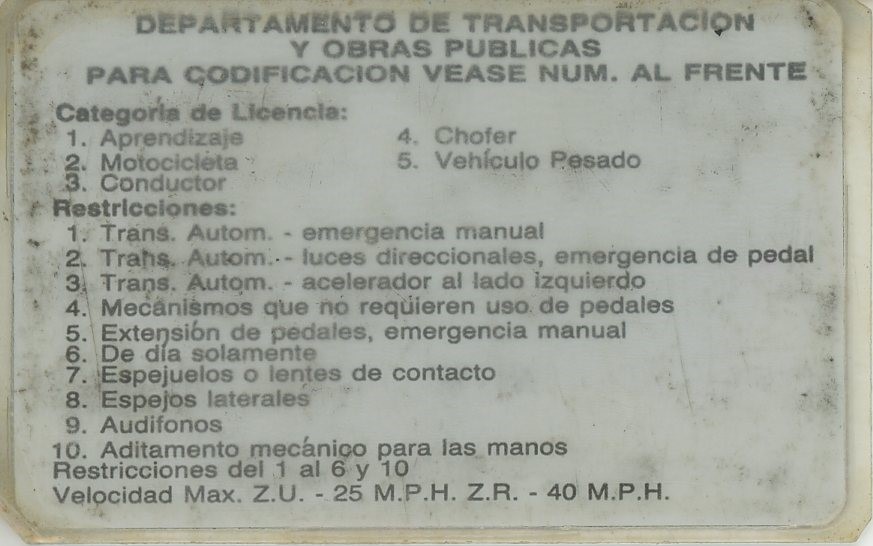 DEPARTAMENTO DE TRANSPORTACION
Y OBRAS PUBLICAS
PARA CODIFICACION VEASE NUM. AL FRENTE
Categoría de Licencia:
1. Aprendizaje
4. Chofer
2. Motocicleta
5. Vehículo Pesado
3. Conductor
Restricciones:
1. Trans. Autom. - emergencia manual
2. Trans. Autom. - luces direccionales, emergencia de pedal
3. Trans. Autom. - acelerador al lado izquierdo
4. Mecánismos que no requieren uso de pedales
5. Extensión de pedales, emergencia manual
6. De día solamente
7. Espejuelos o lentes de contacto
8. Espejos laterales
9. Audifonos
10. Aditamento mecánico para las manos
Restricciones del 1 al 6 y 10
Velocidad Max. Z.U. - 25 M.P.H. Z.R. - 40 M.P.H.